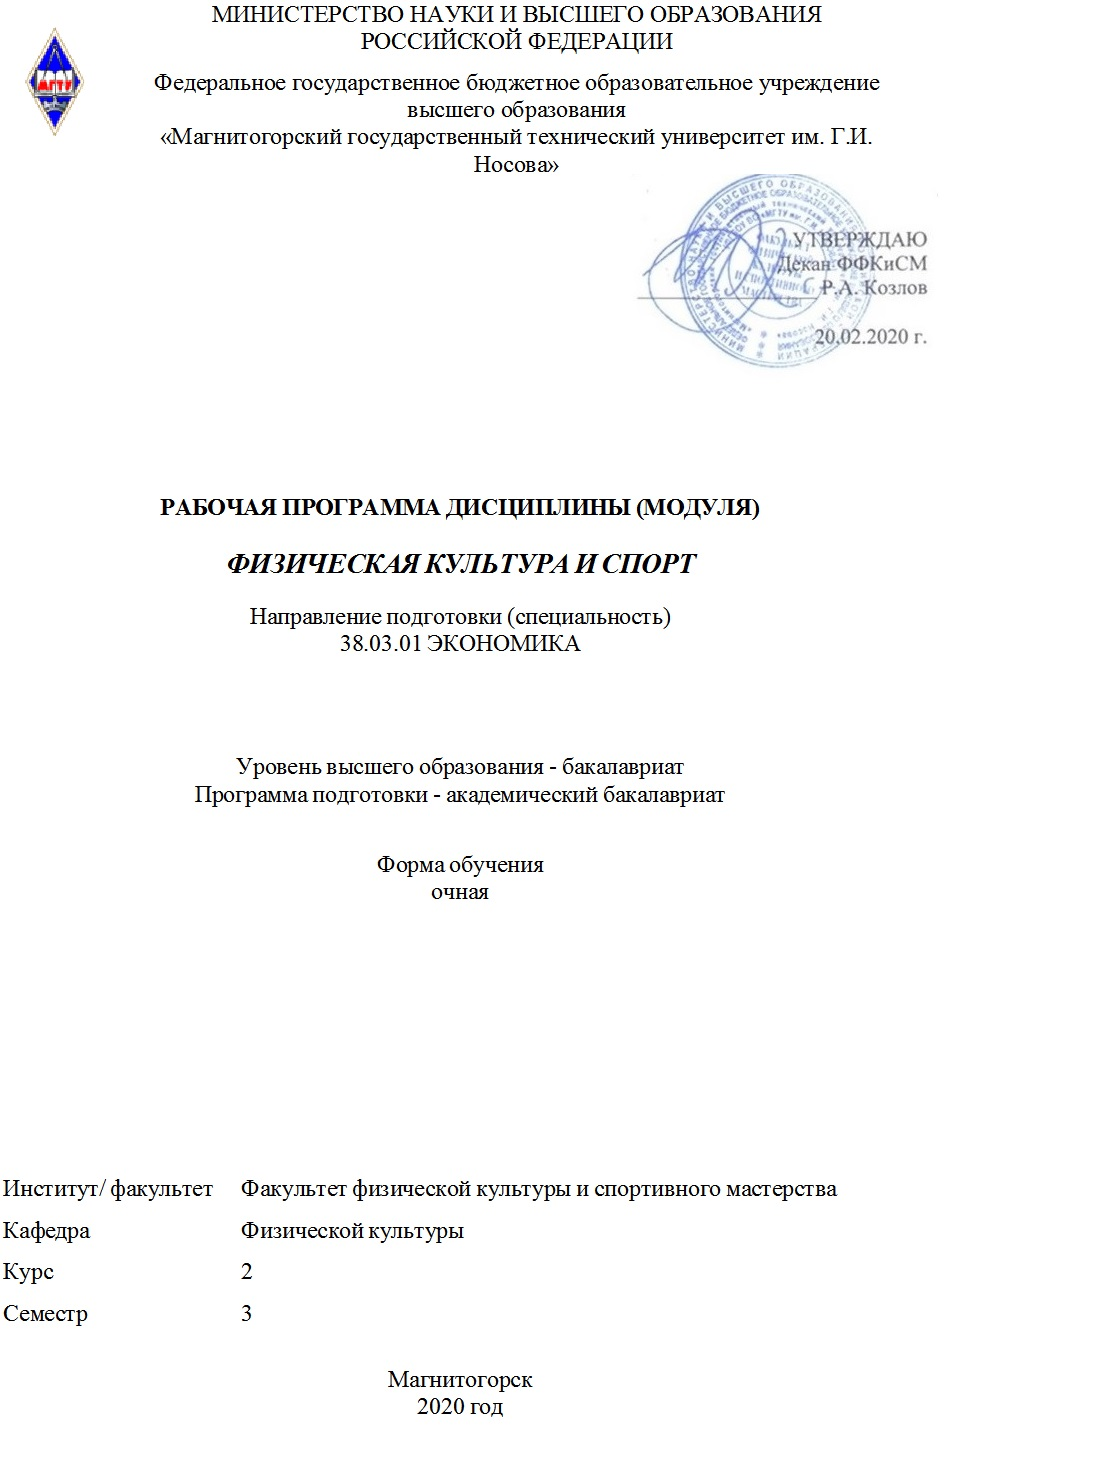 МИНИСТЕРСТВО НАУКИ И ВЫСШЕГО ОБРАЗОВАНИЯ
РОССИЙСКОЙ ФЕДЕРАЦИИ
МГТУ
Федеральное государственное бюджетное образовательное учреждение
высшего образования
«Магнитогорский государственный технический университет им. Г.И.
Носова»
УТВЕРЖДАЮ
Декан ФФКиСМ
Р.А. Козлов
20.02.2020 г.
РАБОЧАЯ ПРОГРАММА ДИСЦИПЛИНЫ (МОДУЛЯ)
ФИЗИЧЕСКАЯ КУЛЬТУРА И СПОРТ
Направление подготовки (специальность)
38.03.01 ЭКОНОМИКА
Уровень высшего образования - бакалавриат
Программа подготовки - академический бакалавриат
Форма обучения
очная
Институт/ факультет Факультет физической культуры и спортивного мастерства
Кафедра Физической культуры
Курс 2
Семестр 3
Магнитогорск
2020 год